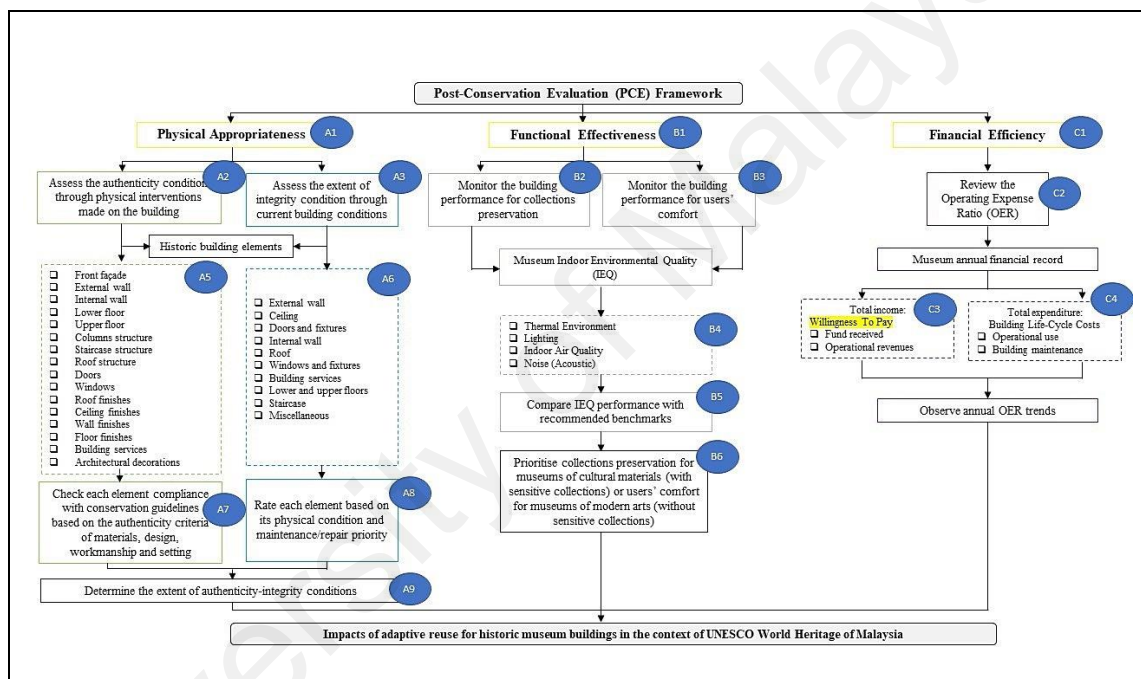 Post-Conservation Evaluation (PCE) Framework
Physical Appropriateness
A1
Assess the authenticity condition
through physical interventions
made on the building
A2
Assess the extent of
integrity condition through
current building conditions
A3
Historic building elements
Front façade
External wall
Internal wall
Lower floor
Upper floor
Columns structure
Staircase structure
Roof structure
Doors
Windows
Roof finishes
Ceiling finishes
Wall finishes
Floor finishes
Building services
Architectural decorations
A5
External wall
Ceiling
Doors and fixtures
Internal wall
Roof
Windows and fixtures
Building services
Lower and upper floors
Staircase
Miscellaneous
A6
Check each element compliance
with conservation guidelines
based on the authenticity criteria
of materials, design,
workmanship and setting
A7
Rate each element based on
its physical condition and
maintenance/repair priority
A8
Determine the extent of authenticity-integrity conditions
A9
Functional Effectiveness
B1
Monitor the building
performance for collections
preservation
B2
Monitor the building
performance for users' comfort
B3
Museum Indoor Environmental Quality
(IEQ)
Thermal Environment
Lighting
Indoor Air Quality
Noise (Acoustic)
B4
Compare IEQ performance with
recommended benchmarks
B5
Prioritise collections preservation for
museums of cultural materials (with
sensitive collections) or users' comfort
for museums of modern arts (without
sensitive collections)
B6
Financial Efficiency
C1
Review the
Operating Expense
Ratio (OER)
C2
Museum annual financial record
Total income:
Willingness To Pay
Fund received
Operational revenues
C3
Total expenditure:
Building Life-Cycle Costs
Operational use
Building maintenance
C4
Observe annual OER trends
Impacts of adaptive reuse for historic museum buildings in the context of UNESCO World Heritage of Malaysia
ersity of Malay